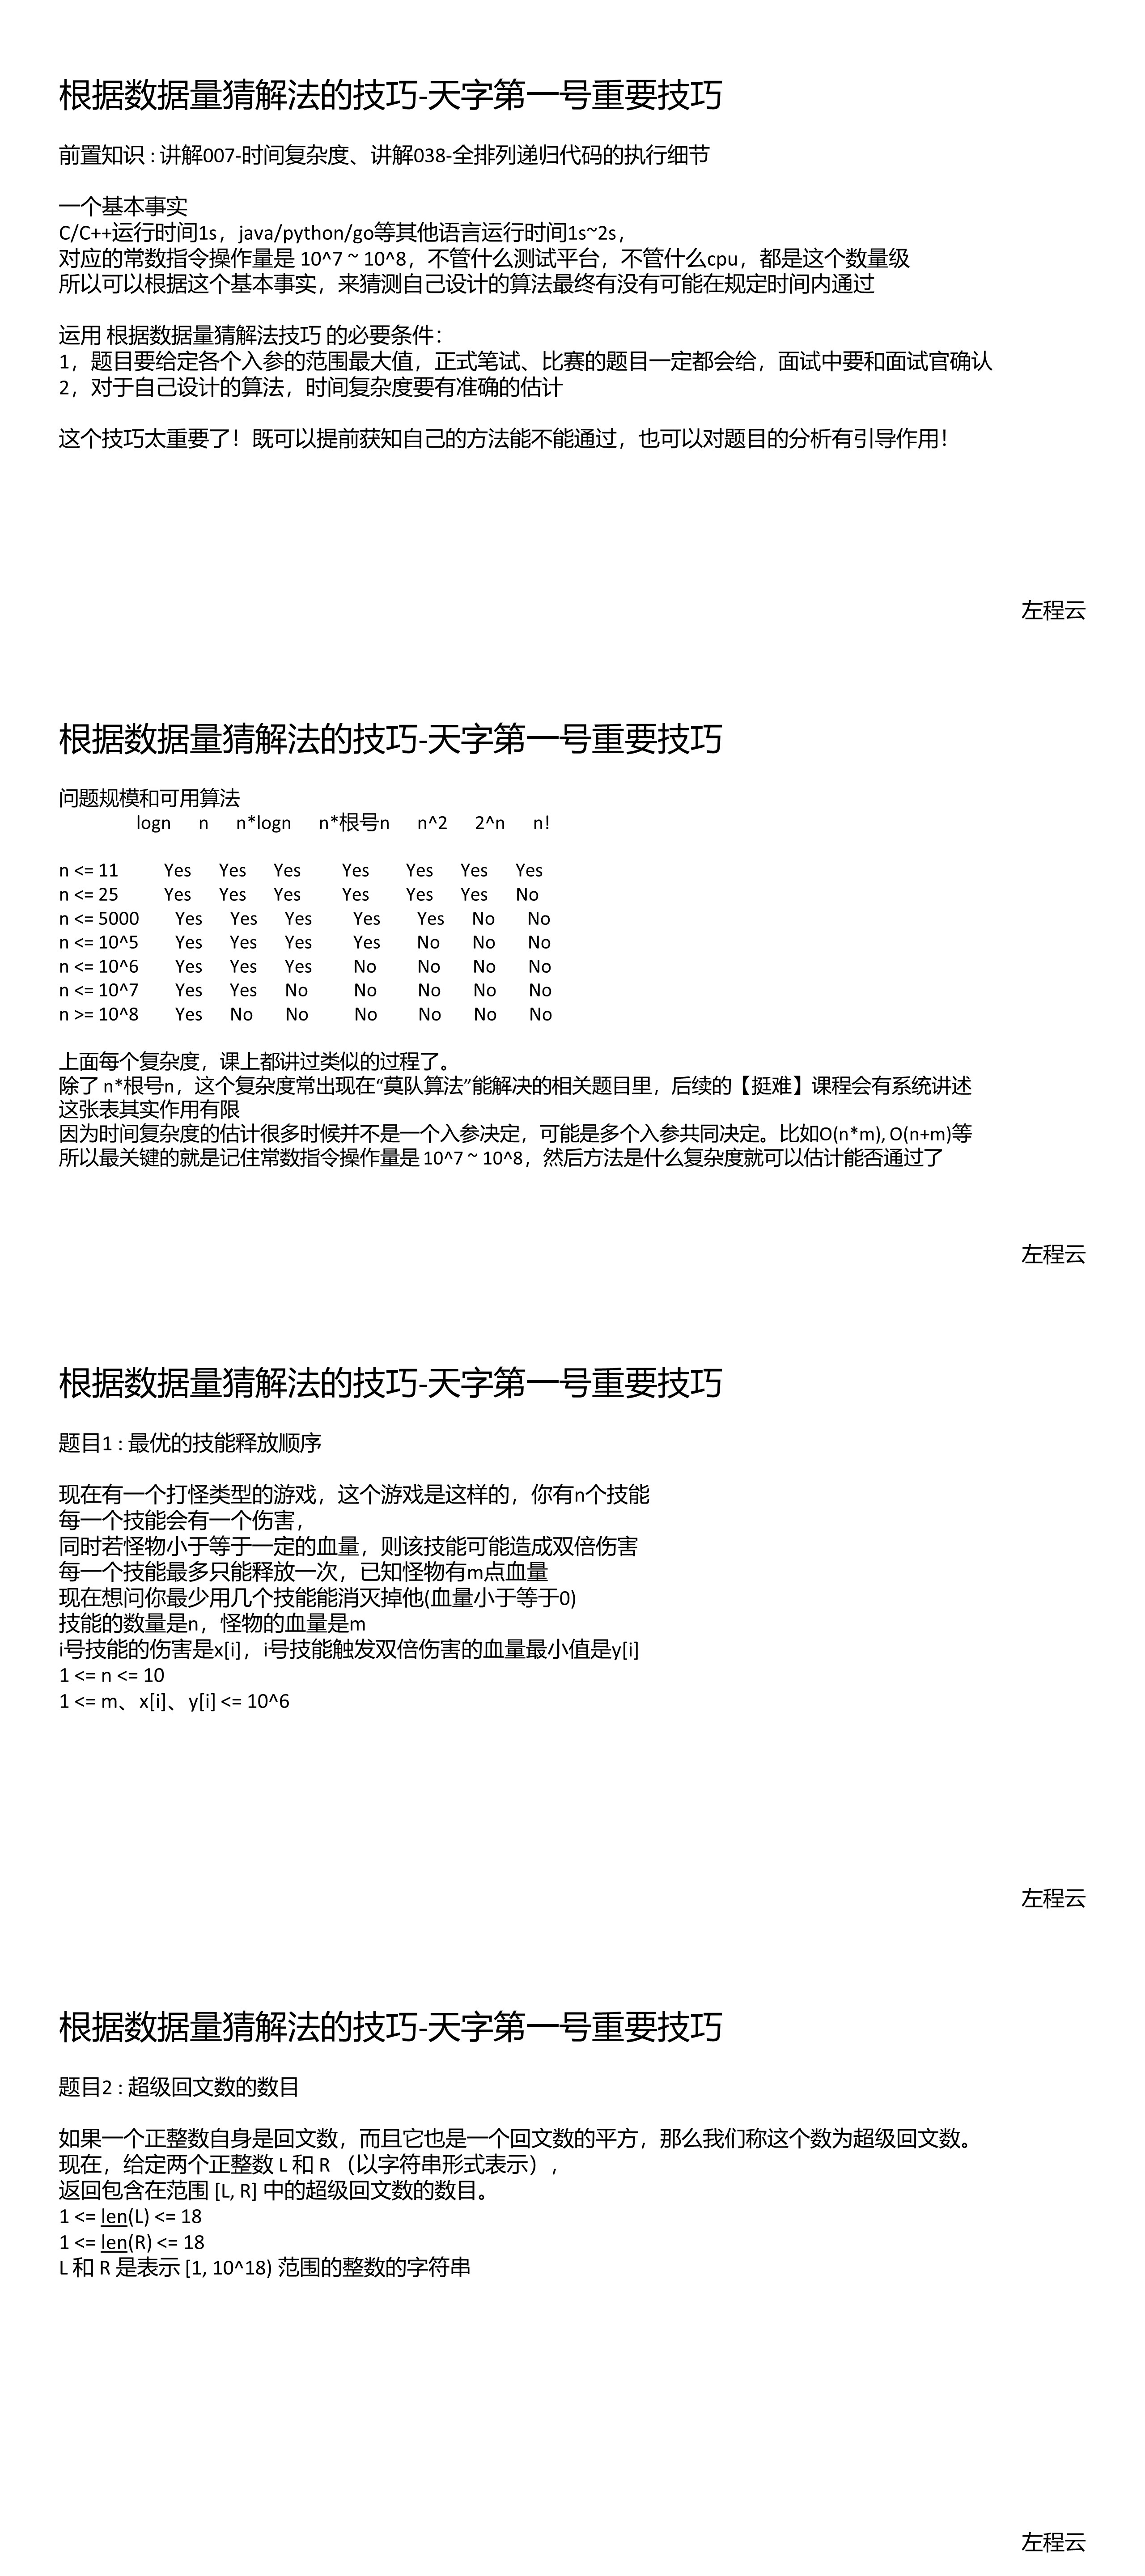 根据数据量猜解法的技巧-天字第一号重要技巧
前置知识 : 讲解007-时间复杂度、讲解038-全排列递归代码的执行细节
一个基本事实
C/C++运行时间1s，java/python/go等其他语言运行时间1s~2s，
对应的常数指令操作量是 10^7 ~ 10^8，不管什么测试平台，不管什么cpu，都是这个数量级
所以可以根据这个基本事实，来猜测自己设计的算法最终有没有可能在规定时间内通过
运用 根据数据量猜解法技巧 的必要条件：
1，题目要给定各个入参的范围最大值，正式笔试、比赛的题目一定都会给，面试中要和面试官确认
2，对于自己设计的算法，时间复杂度要有准确的估计
这个技巧太重要了！既可以提前获知自己的方法能不能通过，也可以对题目的分析有引导作用！
左程云
根据数据量猜解法的技巧-天字第一号重要技巧
问题规模和可用算法
logn n n*logn n*根号n n^2 2^n n!
n <= 11 Yes Yes Yes Yes Yes Yes Yes
n <= 25 Yes Yes Yes Yes Yes Yes No
n <= 5000 Yes Yes Yes Yes Yes No No
n <= 10^5 Yes Yes Yes Yes No No No
n <= 10^6 Yes Yes Yes No No No No
n <= 10^7 Yes Yes No No No No No
n >= 10^8 Yes No No No No No No
上面每个复杂度，课上都讲过类似的过程了。
除了 n*根号n，这个复杂度常出现在“莫队算法”能解决的相关题目里，后续的【挺难】课程会有系统讲述
这张表其实作用有限
因为时间复杂度的估计很多时候并不是一个入参决定，可能是多个入参共同决定。比如O(n*m), O(n+m)等
所以最关键的就是记住常数指令操作量是 10^7 ~ 10^8，然后方法是什么复杂度就可以估计能否通过了
左程云
根据数据量猜解法的技巧-天字第一号重要技巧
题目1 : 最优的技能释放顺序
现在有一个打怪类型的游戏，这个游戏是这样的，你有n个技能
每一个技能会有一个伤害，
同时若怪物小于等于一定的血量，则该技能可能造成双倍伤害
每一个技能最多只能释放一次，已知怪物有m点血量
现在想问你最少用几个技能能消灭掉他(血量小于等于0)
技能的数量是n，怪物的血量是m
i号技能的伤害是x[i]，i号技能触发双倍伤害的血量最小值是y[i]
1 <= n <= 10
1 <= m、x[i]、y[i] <= 10^6
左程云
根据数据量猜解法的技巧-天字第一号重要技巧
题目2 : 超级回文数的数目
如果一个正整数自身是回文数，而且它也是一个回文数的平方，那么我们称这个数为超级回文数。
现在，给定两个正整数 L 和 R （以字符串形式表示），
返回包含在范围 [L, R] 中的超级回文数的数目。
1 <= len(L) <= 18
1 <= len(R) <= 18
L 和 R 是表示 [1, 10^18) 范围的整数的字符串
左程云